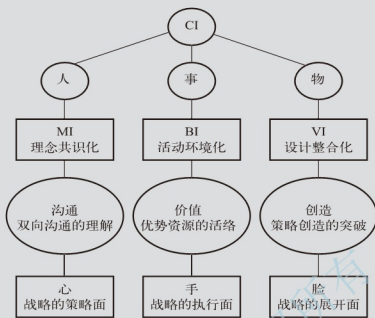 CI
人 事 物
MI BI VI
理念共识化 活动环境化 设计整合化
沟通 价值 创造
双向沟通的理解 优势资源的活络 策略创造的突破
心 手 脸
战略的策略面 战略的执行面 战略的展开面
所有